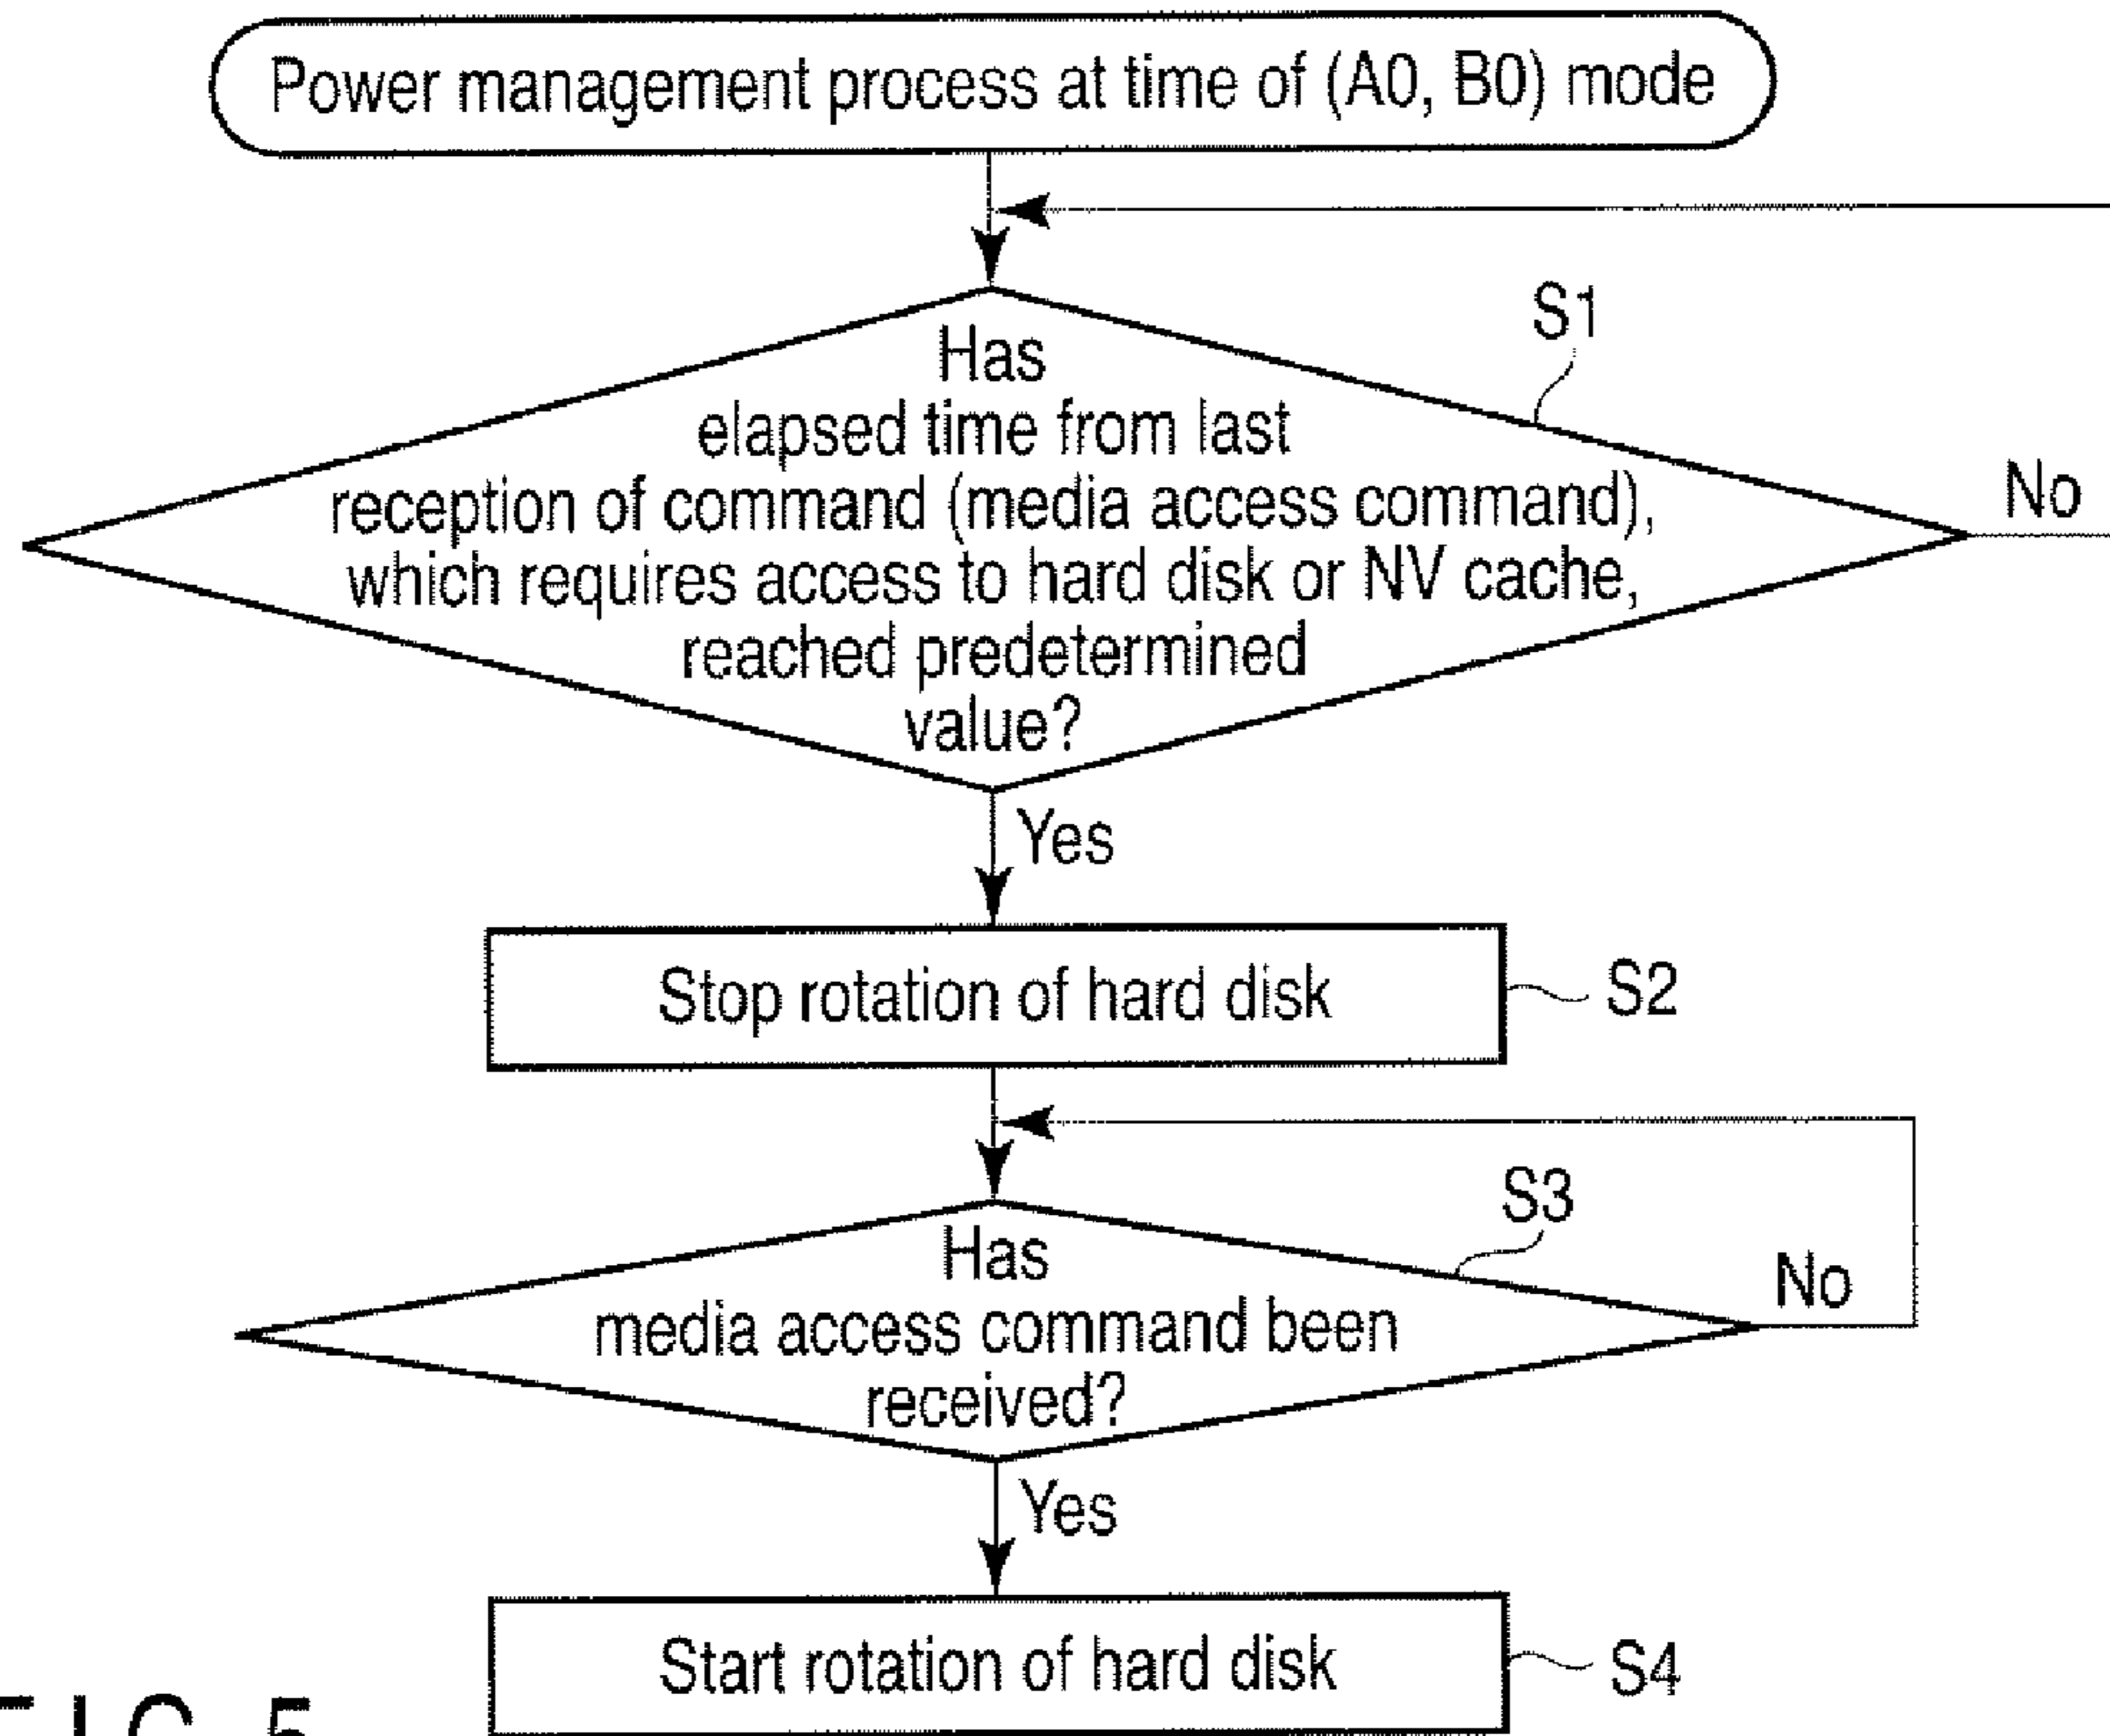 Power management process at time of (A0, B0) mode
S1
Has
elapsed time from last
reception of command (media access command),
which requires access to hard disk or NV cache,
reached predetermined
value?
No
Yes
Stop rotation of hard disk
S2
S3
Has
media access command been
received?
No
Yes
Start rotation of hard disk
S4
FIG. 5